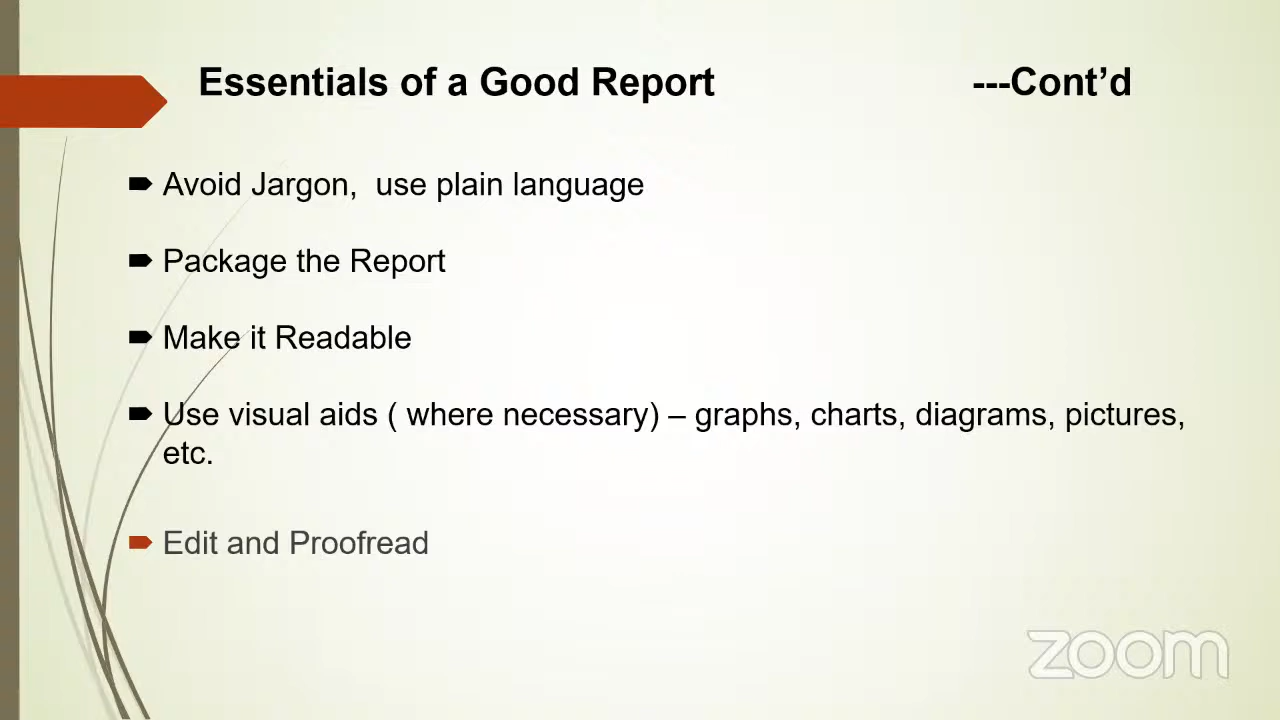 Essentials of a Good Report ---Cont’d
Avoid Jargon,  use plain language
Package the Report
Make it Readable
Use visual aids ( where necessary) – graphs, charts, diagrams, pictures,
etc.
Edit and Proofread
zoom